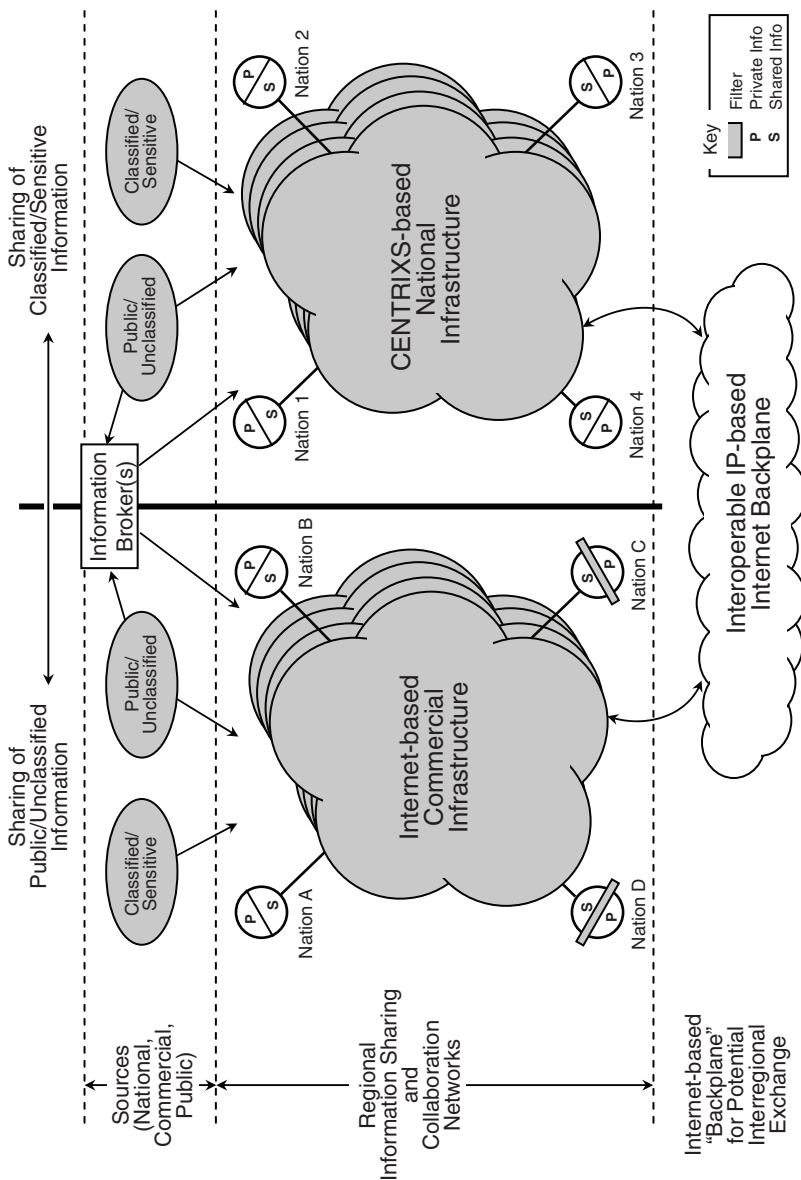 Sharing of
Public/Unclassified
Information
Sharing of
Classified/Sensitive
Information
Sources
(National,
Commercial,
Public)
Classified/
Sensitive
Public/
Unclassified
Information
Broker(s)
Public/
Unclassified
Classified/
Sensitive
Regional
Information Sharing
and
Collaboration
Networks
P
S
Nation A
P
S
Nation B
Internet-based
Commercial
Infrastructure
S
P
Nation D
S
P
Nation C
P
S
Nation 1
P
S
Nation 2
CENTRIXS-based
National
Infrastructure
S
P
Nation 4
S
P
Nation 3
Internet-based
“Backplane”
for Potential
Interregional
Exchange
Interoperable IP-based
Internet Backplane
Key
Filter
P Private Info
S Shared Info